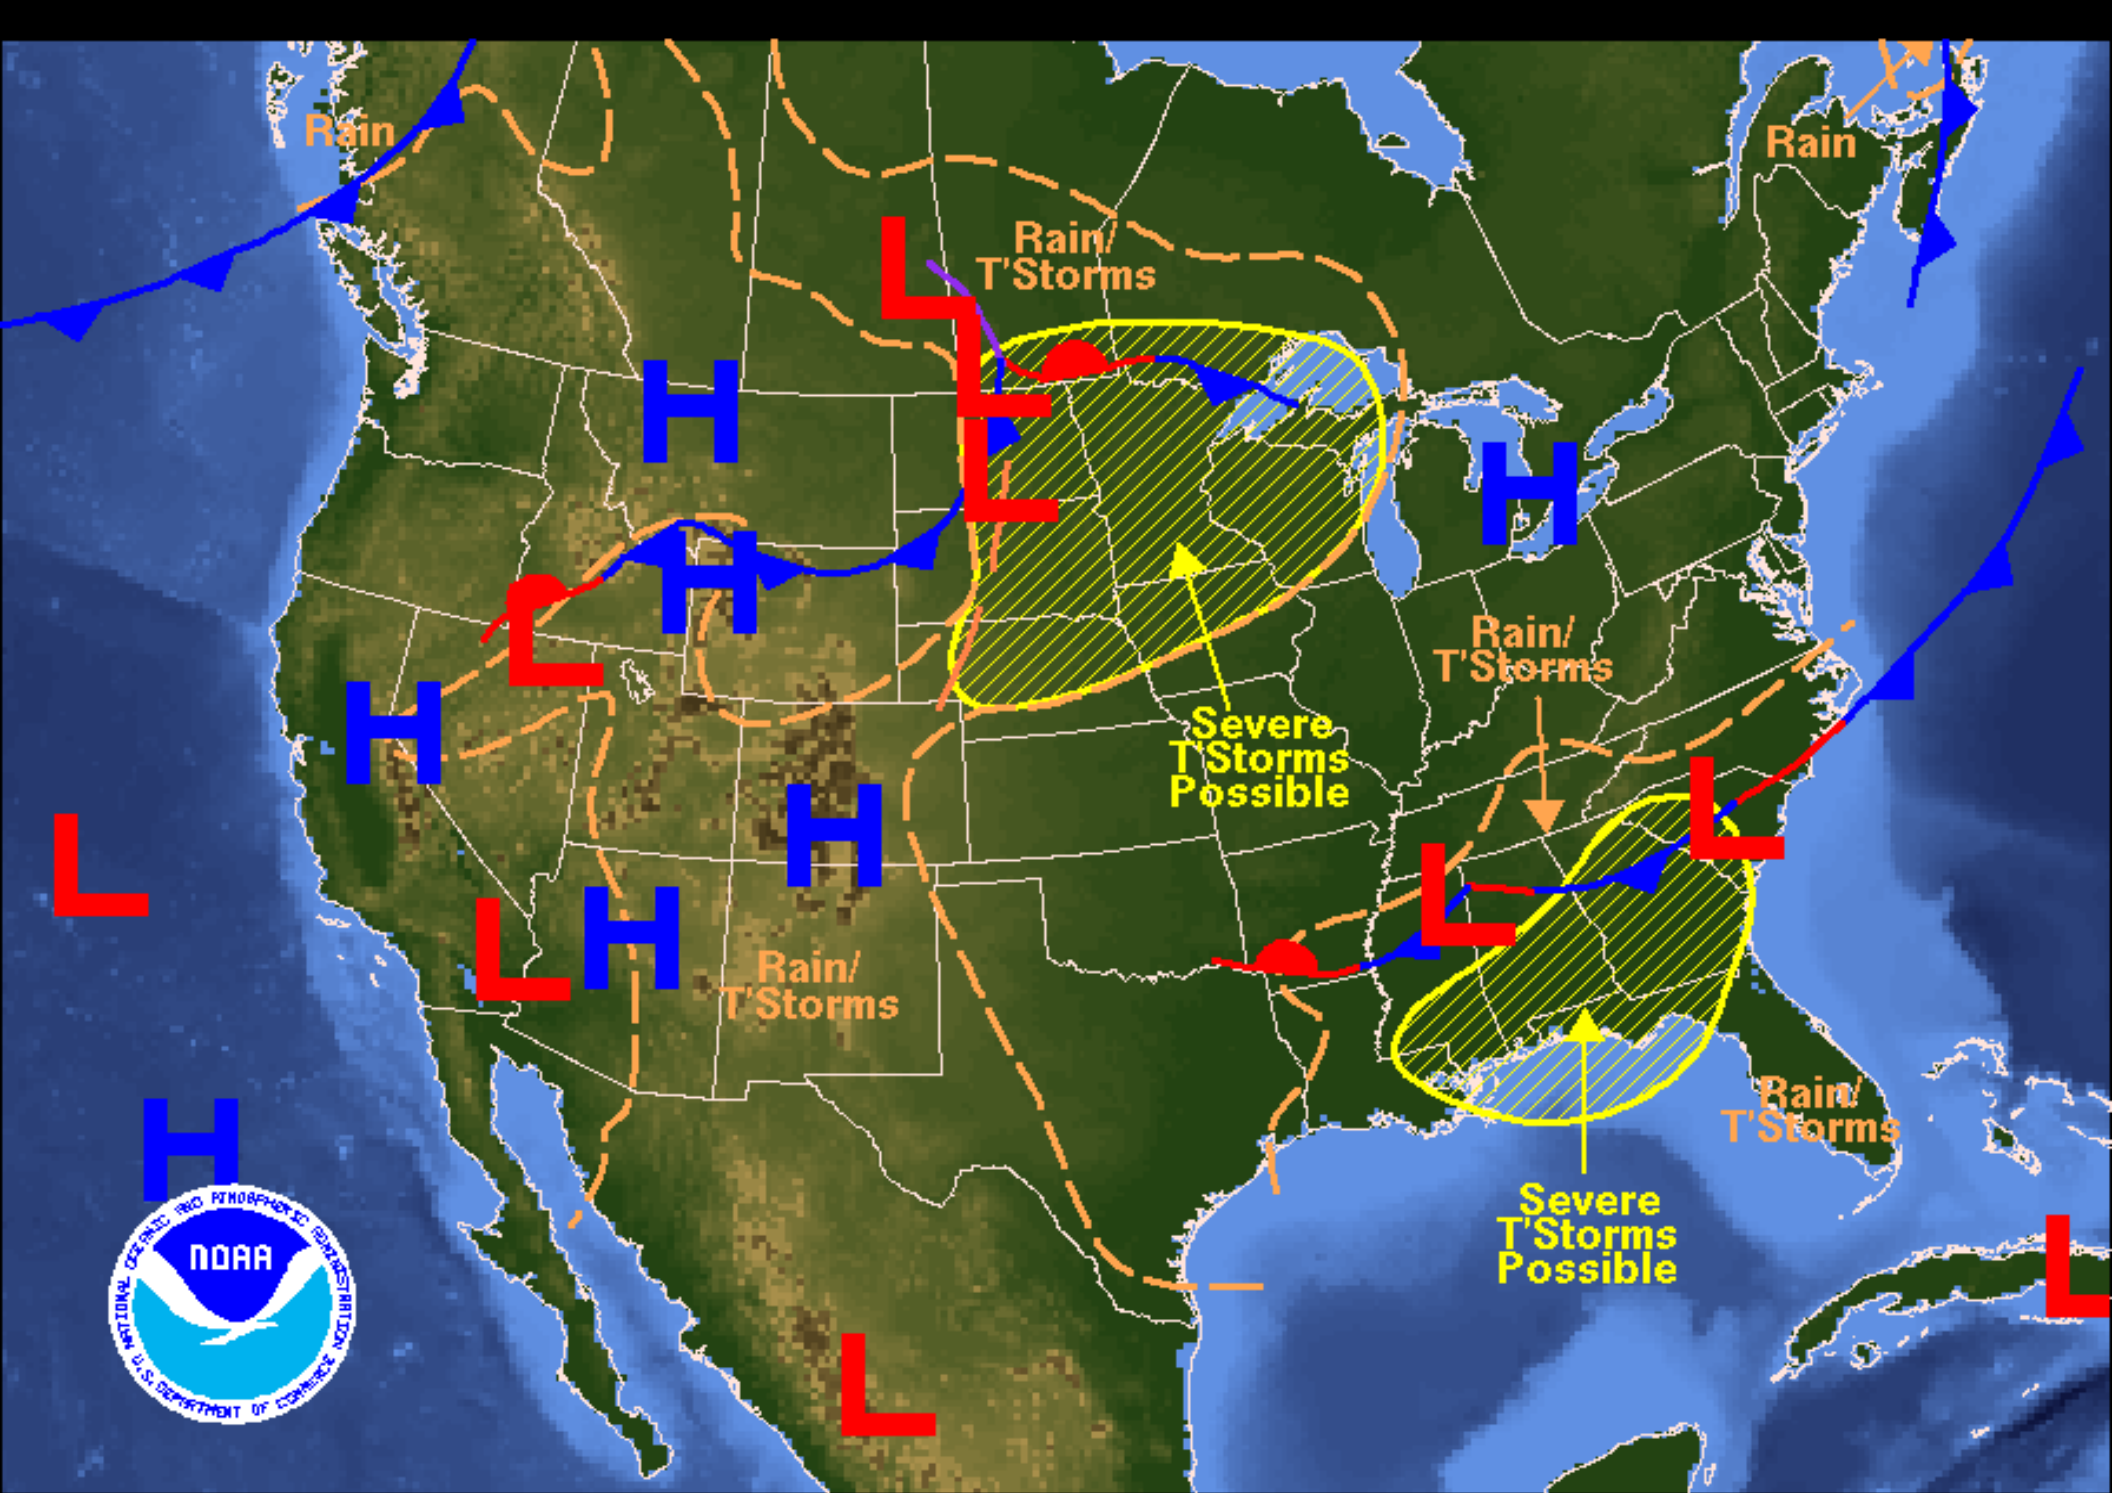 Rain
Rain
Rain/
T'Storms
L
L
H
L
H
H
L
Rain/
T'Storms
H
Severe
T'Storms
Possible
L
H
L
L
L
H
Rain/
T'Storms
Rain/
T'Storms
H
Severe
T'Storms
Possible
L
L
NATIONAL OCEANIC AND ATMOSPHERIC ADMINISTRATION
NOAA
U.S. DEPARTMENT OF COMMERCE